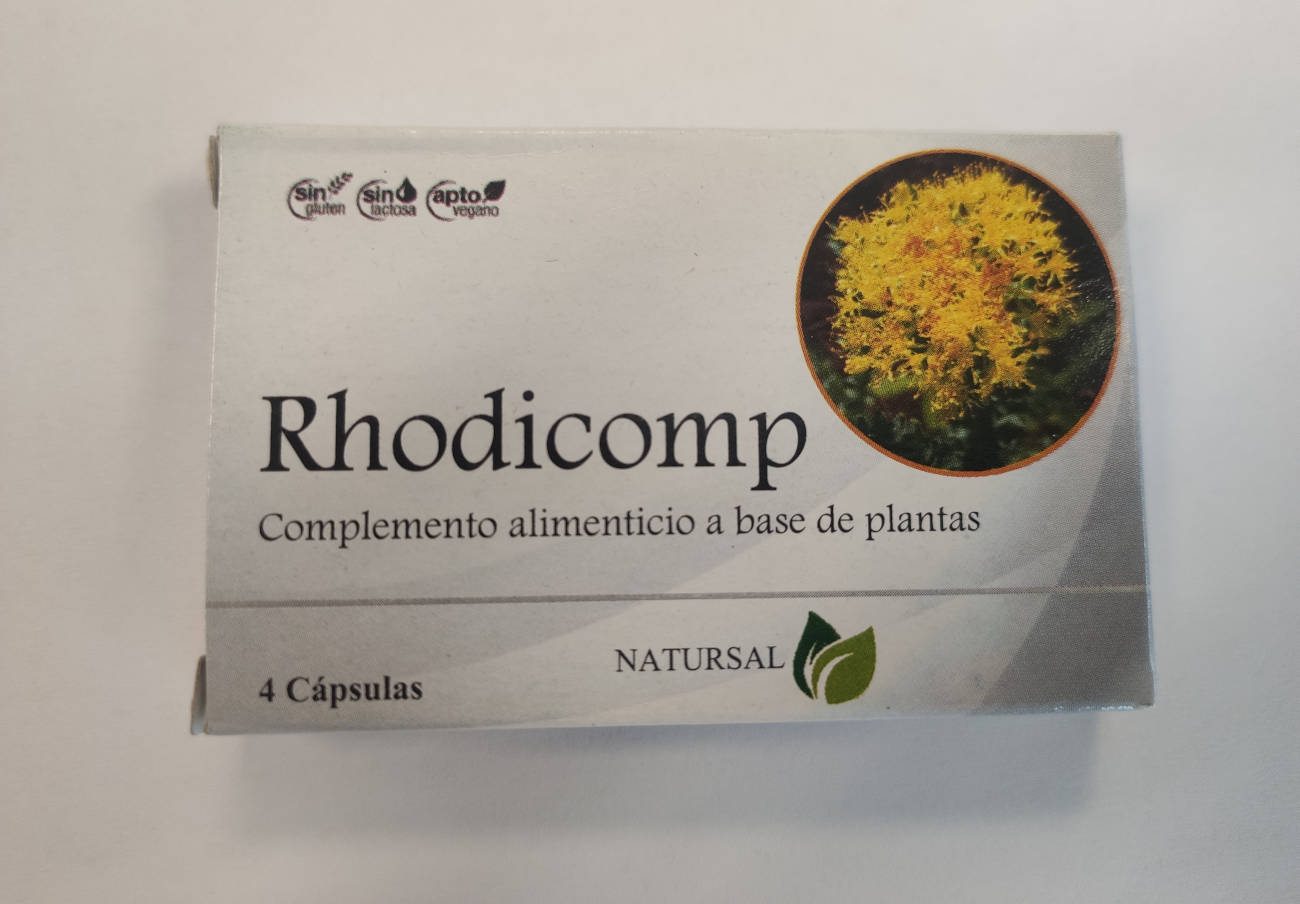 sin gluten
sin lactosa
apto vegano
Rhodicomp
Complemento alimenticio a base de plantas
NATURSAL
4 Cápsulas